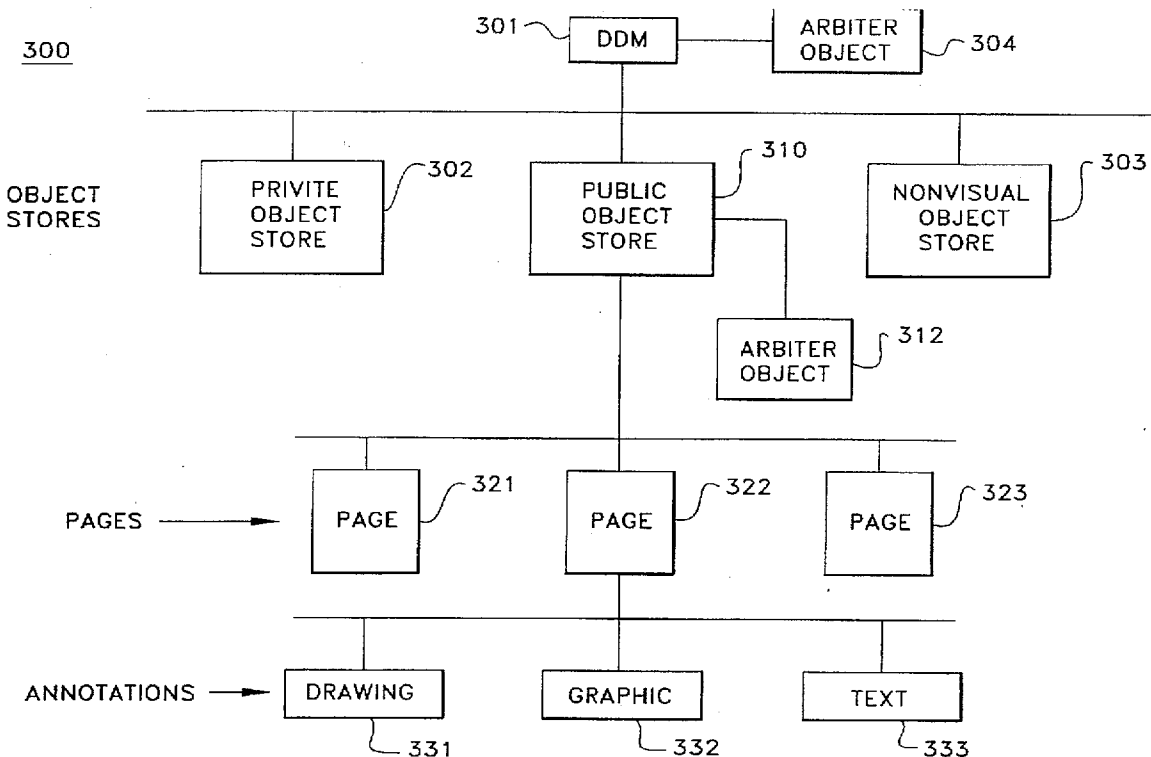 300
301
DDM
ARBITER
OBJECT
304
OBJECT
STORES
PRIVITE
OBJECT
STORE
302
PUBLIC
OBJECT
STORE
310
NONVISUAL
OBJECT
STORE
303
ARBITER
OBJECT
312
PAGES
PAGE
321
PAGE
322
PAGE
323
ANNOTATIONS
DRAWING
331
GRAPHIC
332
TEXT
333